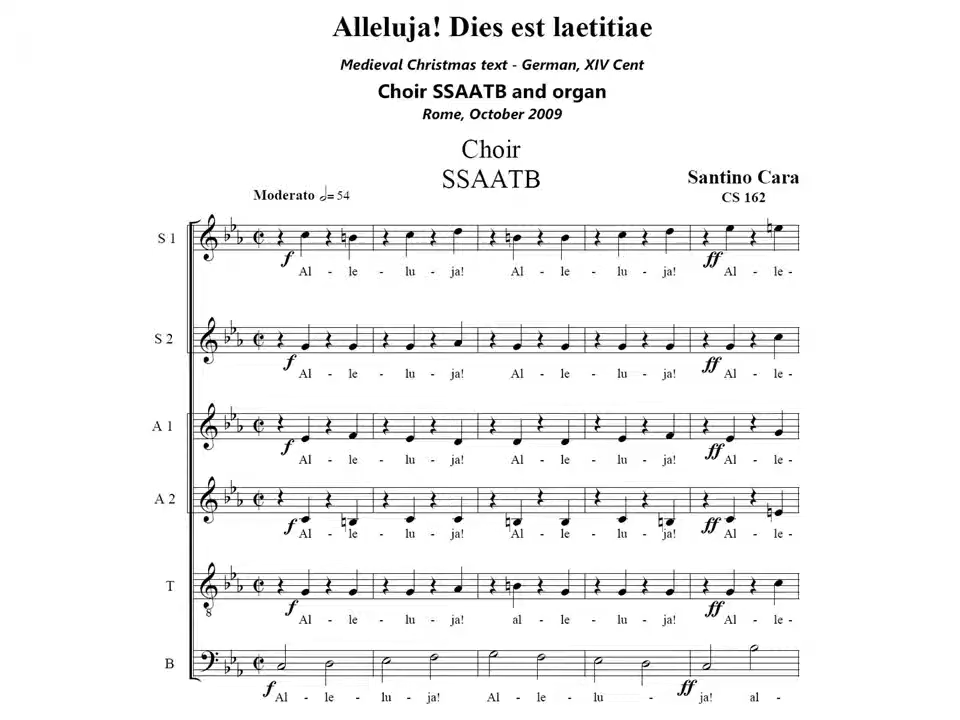 Alleluja! Dies est laetitiae
Medieval Christmas text - German, XIV Cent
Choir SSAATB and organ
Rome, October 2009
Choir
SSAATB
Santino Cara
CS 162
Moderato 𝅗𝅥= 54
S 1
f
ff
Al - le - lu - ja! Al - le - lu - ja! Al - le -
S 2
f
ff
Al - le - lu - ja! Al - le - lu - ja! Al - le -
A 1
f
ff
Al - le - lu - ja! Al - le - lu - ja! Al - le -
A 2
f
ff
Al - le - lu - ja! Al - le - lu - ja! Al - le -
T
8
f
ff
Al - le - lu - ja! al - le - lu - ja! Al - le -
B
f
ff
Al - le - lu - ja! Al - le - lu - ja! al -